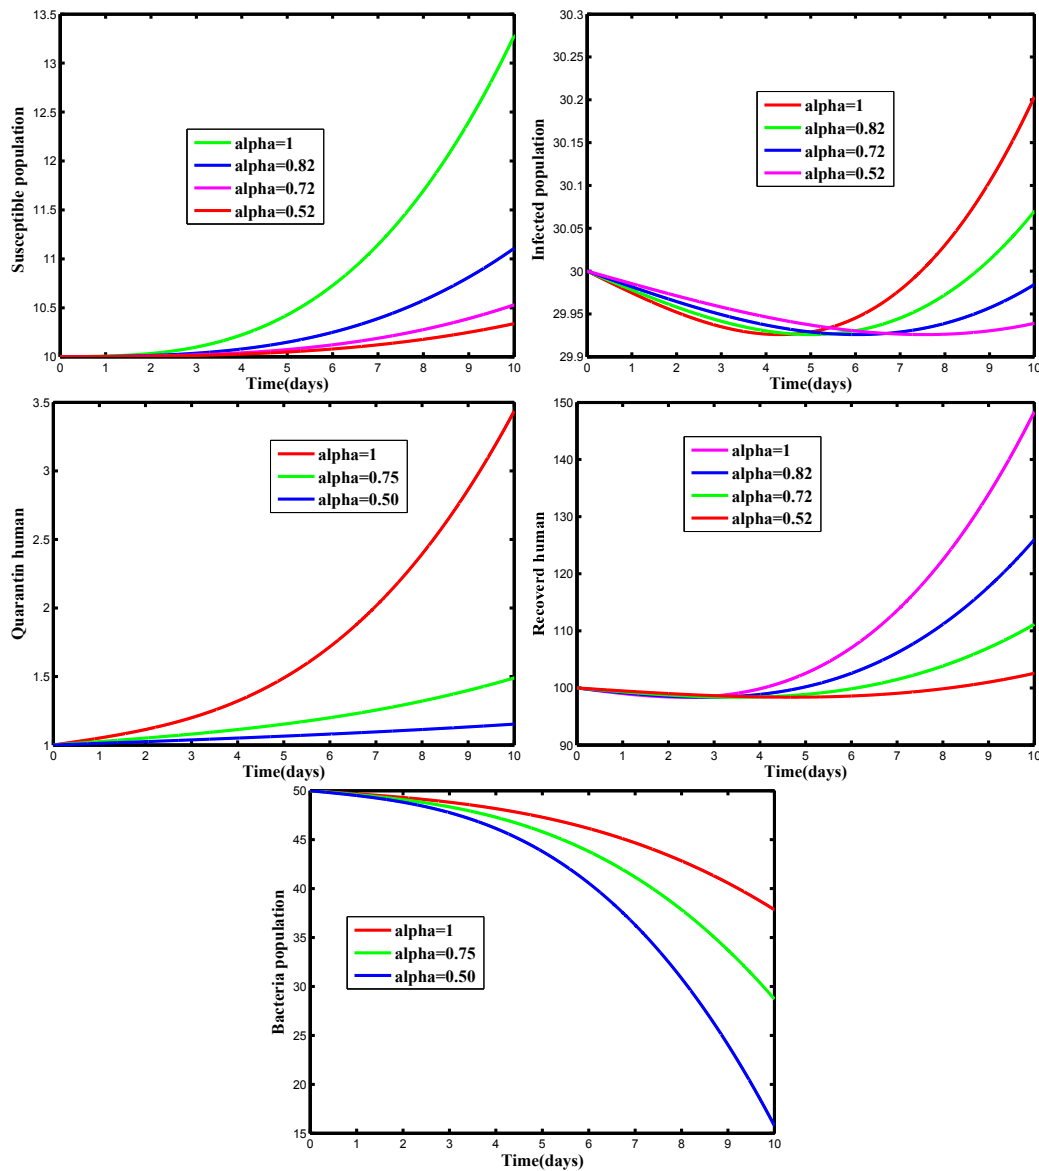 13.5
13
12.5
12
11.5
11
10.5
10
Susceptible population
alpha=1
alpha=0.82
alpha=0.72
alpha=0.52
0 1 2 3 4 5 6 7 8 9 10
Time(days)
30.3
30.25
30.2
30.15
30.1
30.05
30
29.95
29.9
Infected population
alpha=1
alpha=0.82
alpha=0.72
alpha=0.52
0 1 2 3 4 5 6 7 8 9 10
Time(days)
3.5
3
2.5
2
1.5
1
Quarantin human
alpha=1
alpha=0.75
alpha=0.50
0 1 2 3 4 5 6 7 8 9 10
Time(days)
150
140
130
120
110
100
90
Recoverd human
alpha=1
alpha=0.82
alpha=0.72
alpha=0.52
0 1 2 3 4 5 6 7 8 9 10
Time(days)
50
45
40
35
30
25
20
15
Bacteria population
alpha=1
alpha=0.75
alpha=0.50
0 1 2 3 4 5 6 7 8 9 10
Time(days)